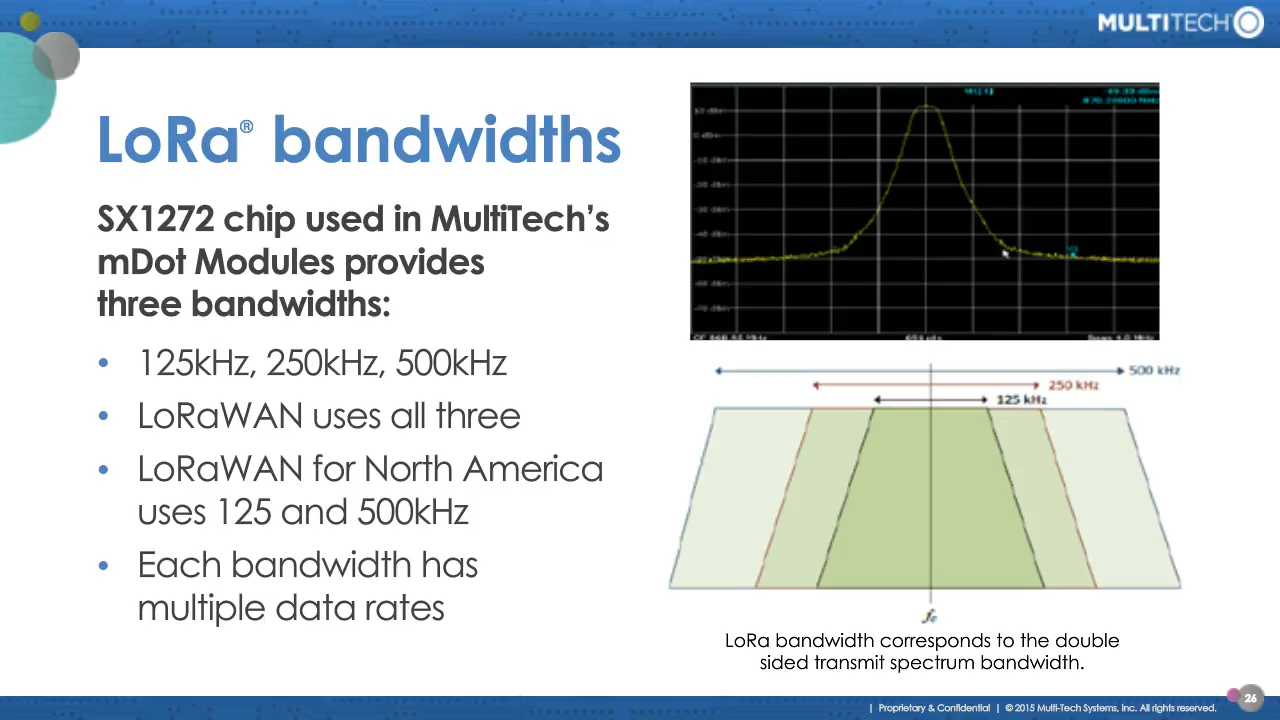 MULTITECH
LoRa® bandwidths
SX1272 chip used in MultiTech’s
mDot Modules provides
three bandwidths:
• 125kHz, 250kHz, 500kHz
• LoRaWAN uses all three
• LoRaWAN for North America
uses 125 and 500kHz
• Each bandwidth has
multiple data rates
500 kHz
250 kHz
125 kHz
fc
LoRa bandwidth corresponds to the double
sided transmit spectrum bandwidth.
| Proprietary & Confidential | © 2015 Multi-Tech Systems, Inc. All rights reserved.
26